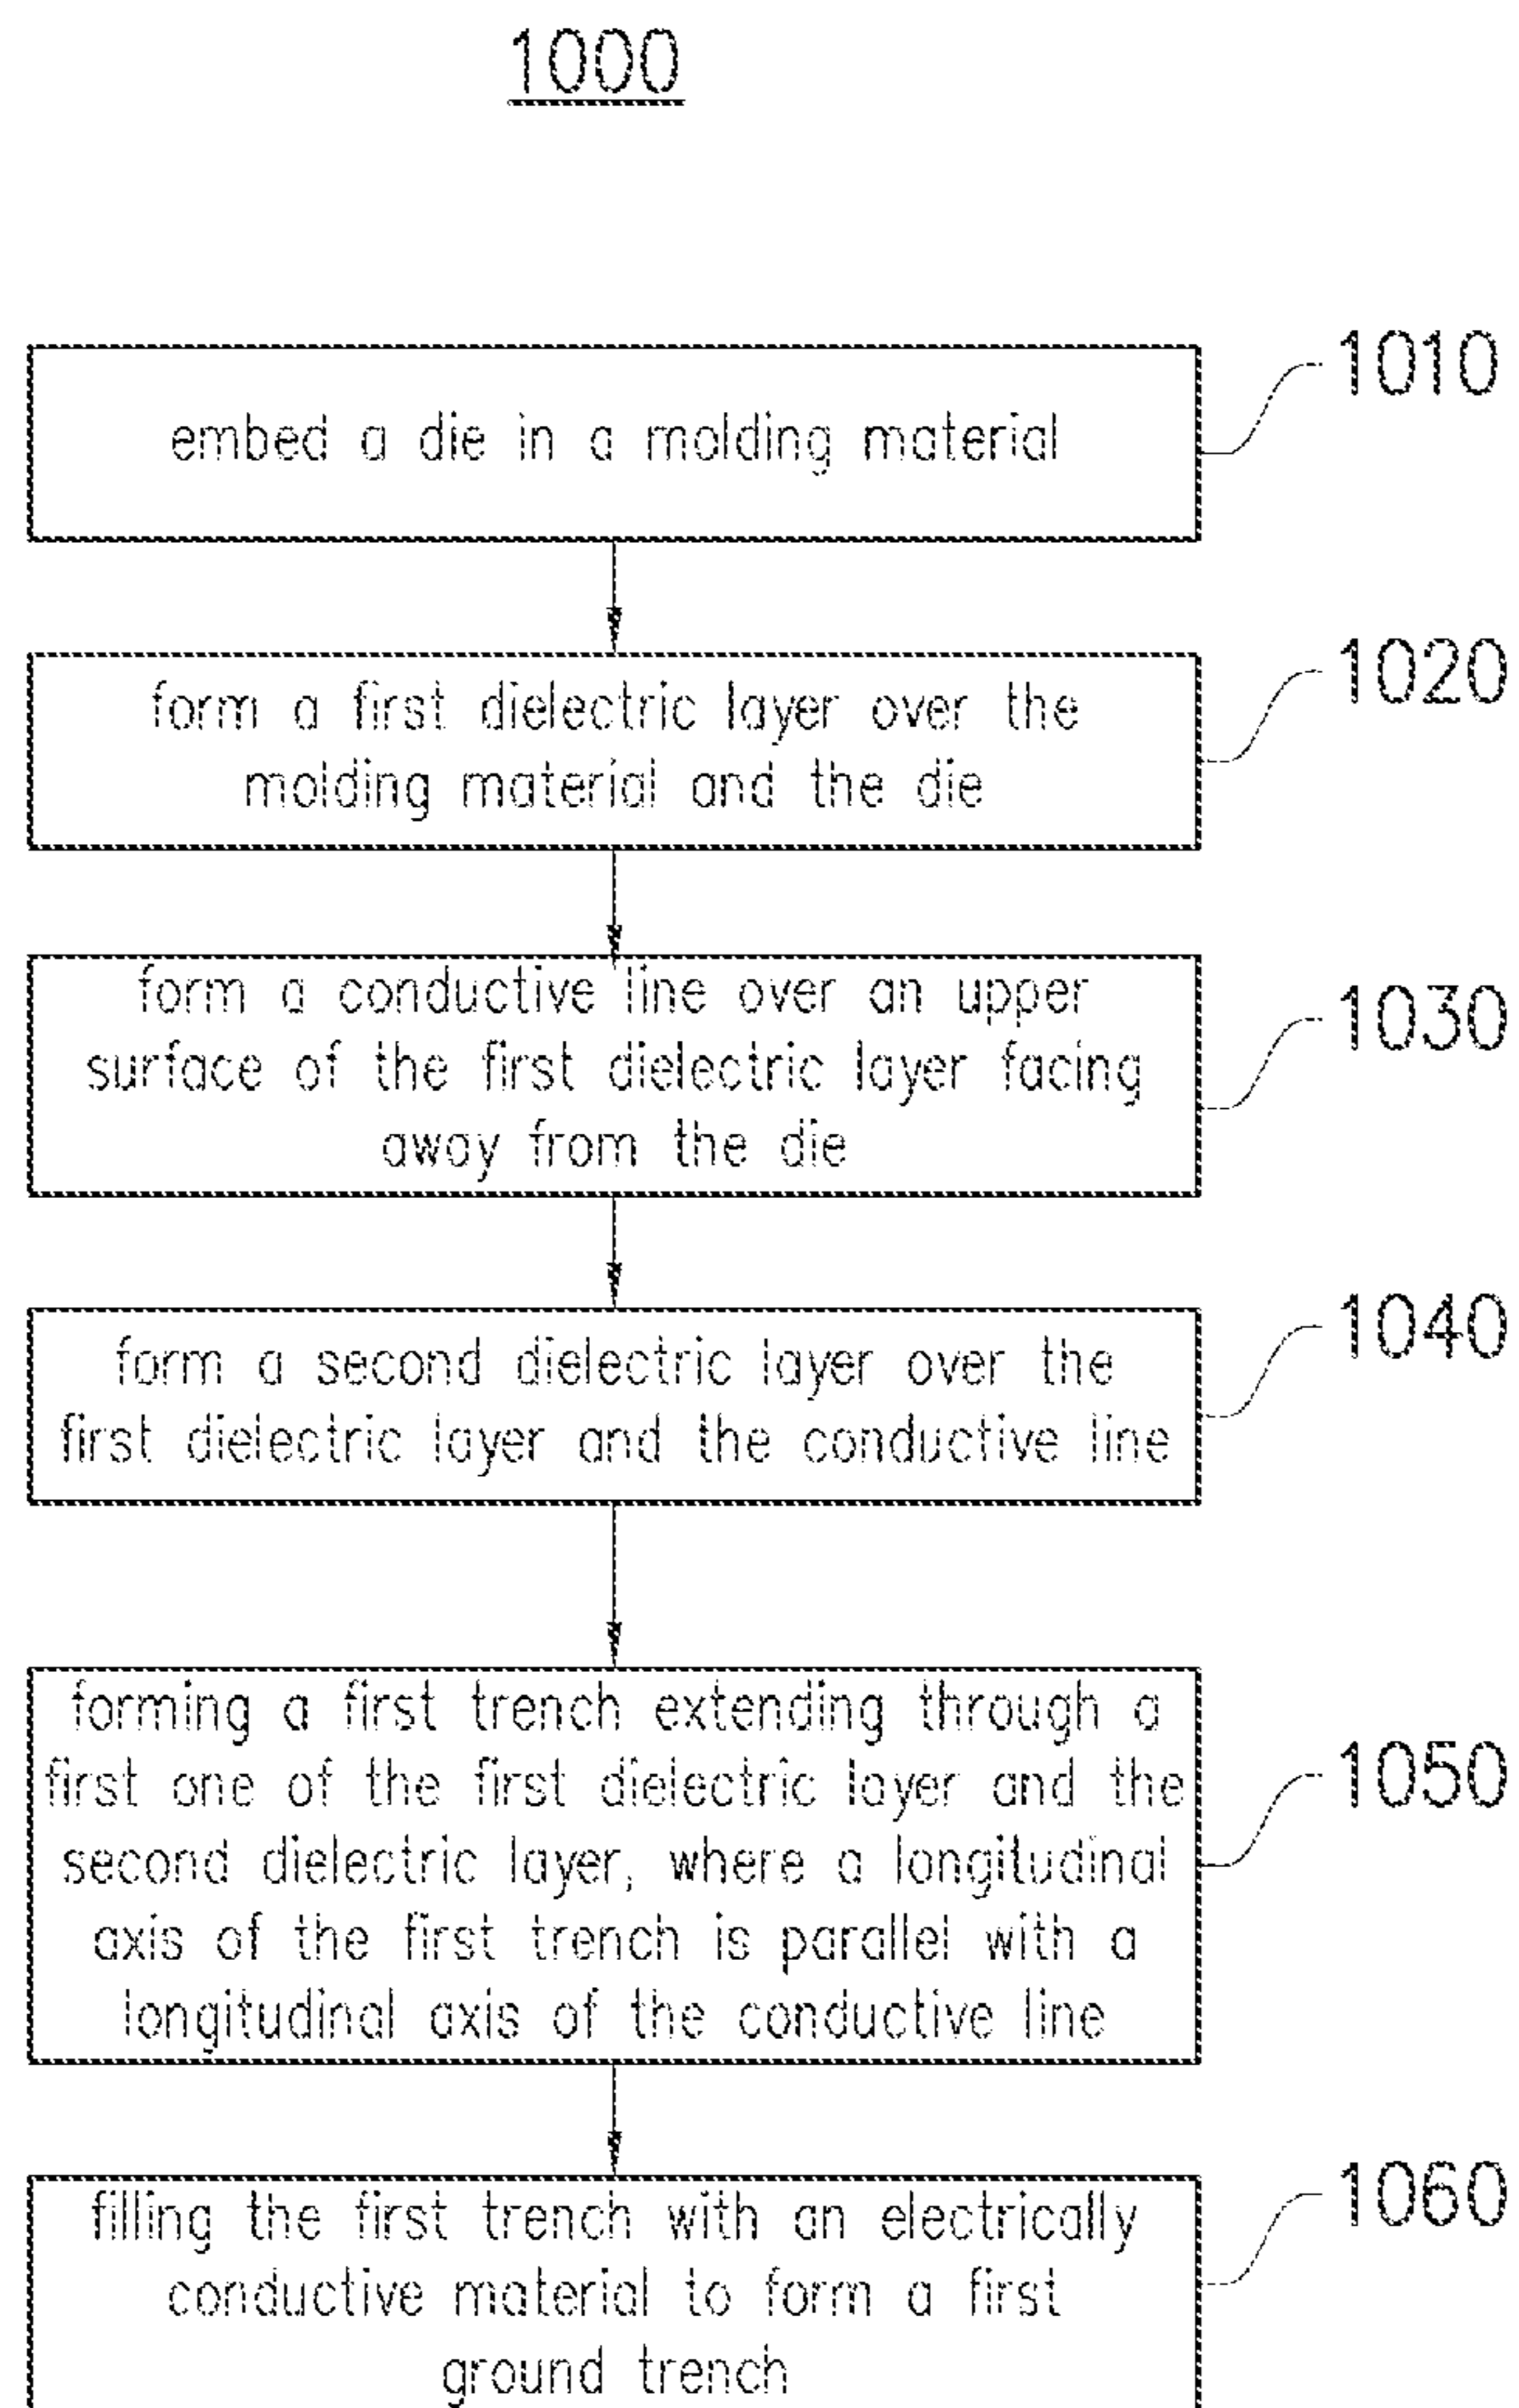 1000
embed a die in a molding material
1010
form a first dielectric layer over the
molding material and the die
1020
form a conductive line over an upper
surface of the first dielectric layer facing
away from the die
1030
form a second dielectric layer over the
first dielectric layer and the conductive line
1040
forming a first trench extending through a
first one of the first dielectric layer and the
second dielectric layer, where a longitudinal
axis of the first trench is parallel with a
longitudinal axis of the conductive line
1050
filling the first trench with an electrically
conductive material to form a first
ground trench
1060